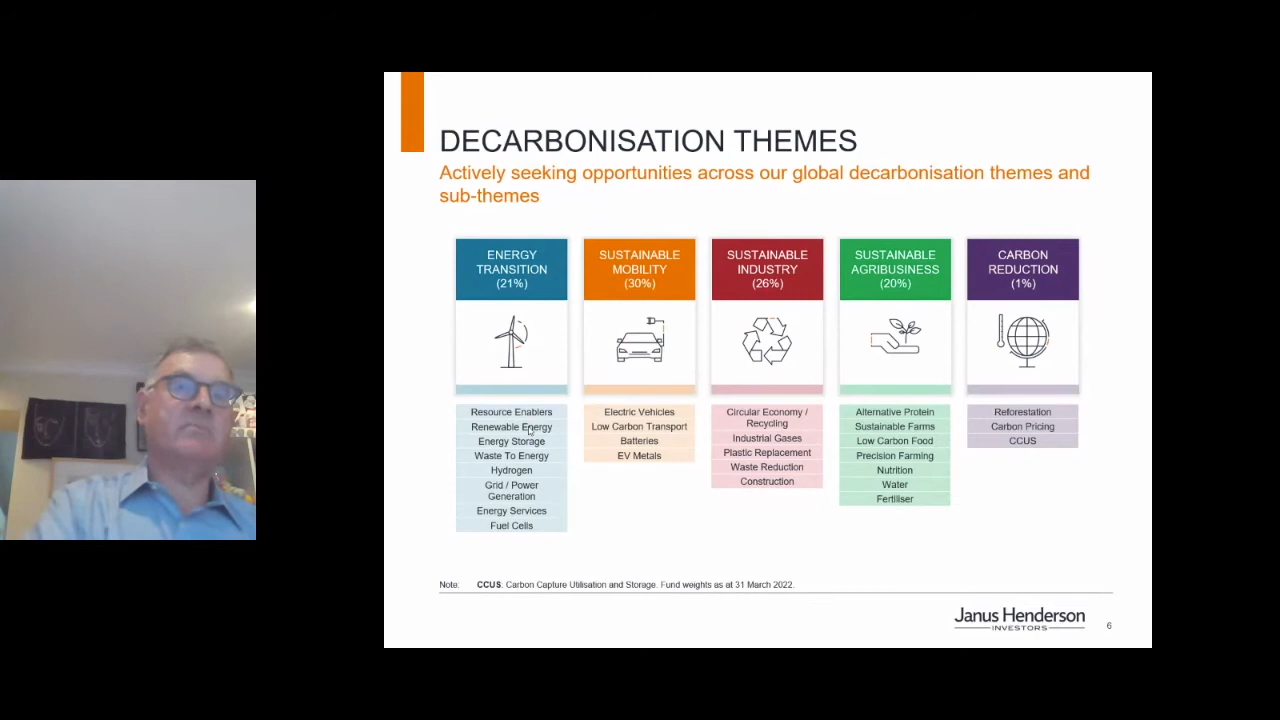 DECARBONISATION THEMES
Actively seeking opportunities across our global decarbonisation themes and
sub-themes
ENERGY
TRANSITION
(21%)
Resource Enablers
Renewable Energy
Energy Storage
Waste To Energy
Hydrogen
Grid / Power
Generation
Energy Services
Fuel Cells
SUSTAINABLE
MOBILITY
(30%)
Electric Vehicles
Low Carbon Transport
Batteries
EV Metals
SUSTAINABLE
INDUSTRY
(26%)
Circular Economy /
Recycling
Industrial Gases
Plastic Replacement
Waste Reduction
Construction
SUSTAINABLE
AGRIBUSINESS
(20%)
Alternative Protein
Sustainable Farms
Low Carbon Food
Precision Farming
Nutrition
Water
Fertiliser
CARBON
REDUCTION
(1%)
Reforestation
Carbon Pricing
CCUS
Note: CCUS: Carbon Capture Utilisation and Storage. Fund weights as at 31 March 2022.
Janus Henderson
INVESTORS
6